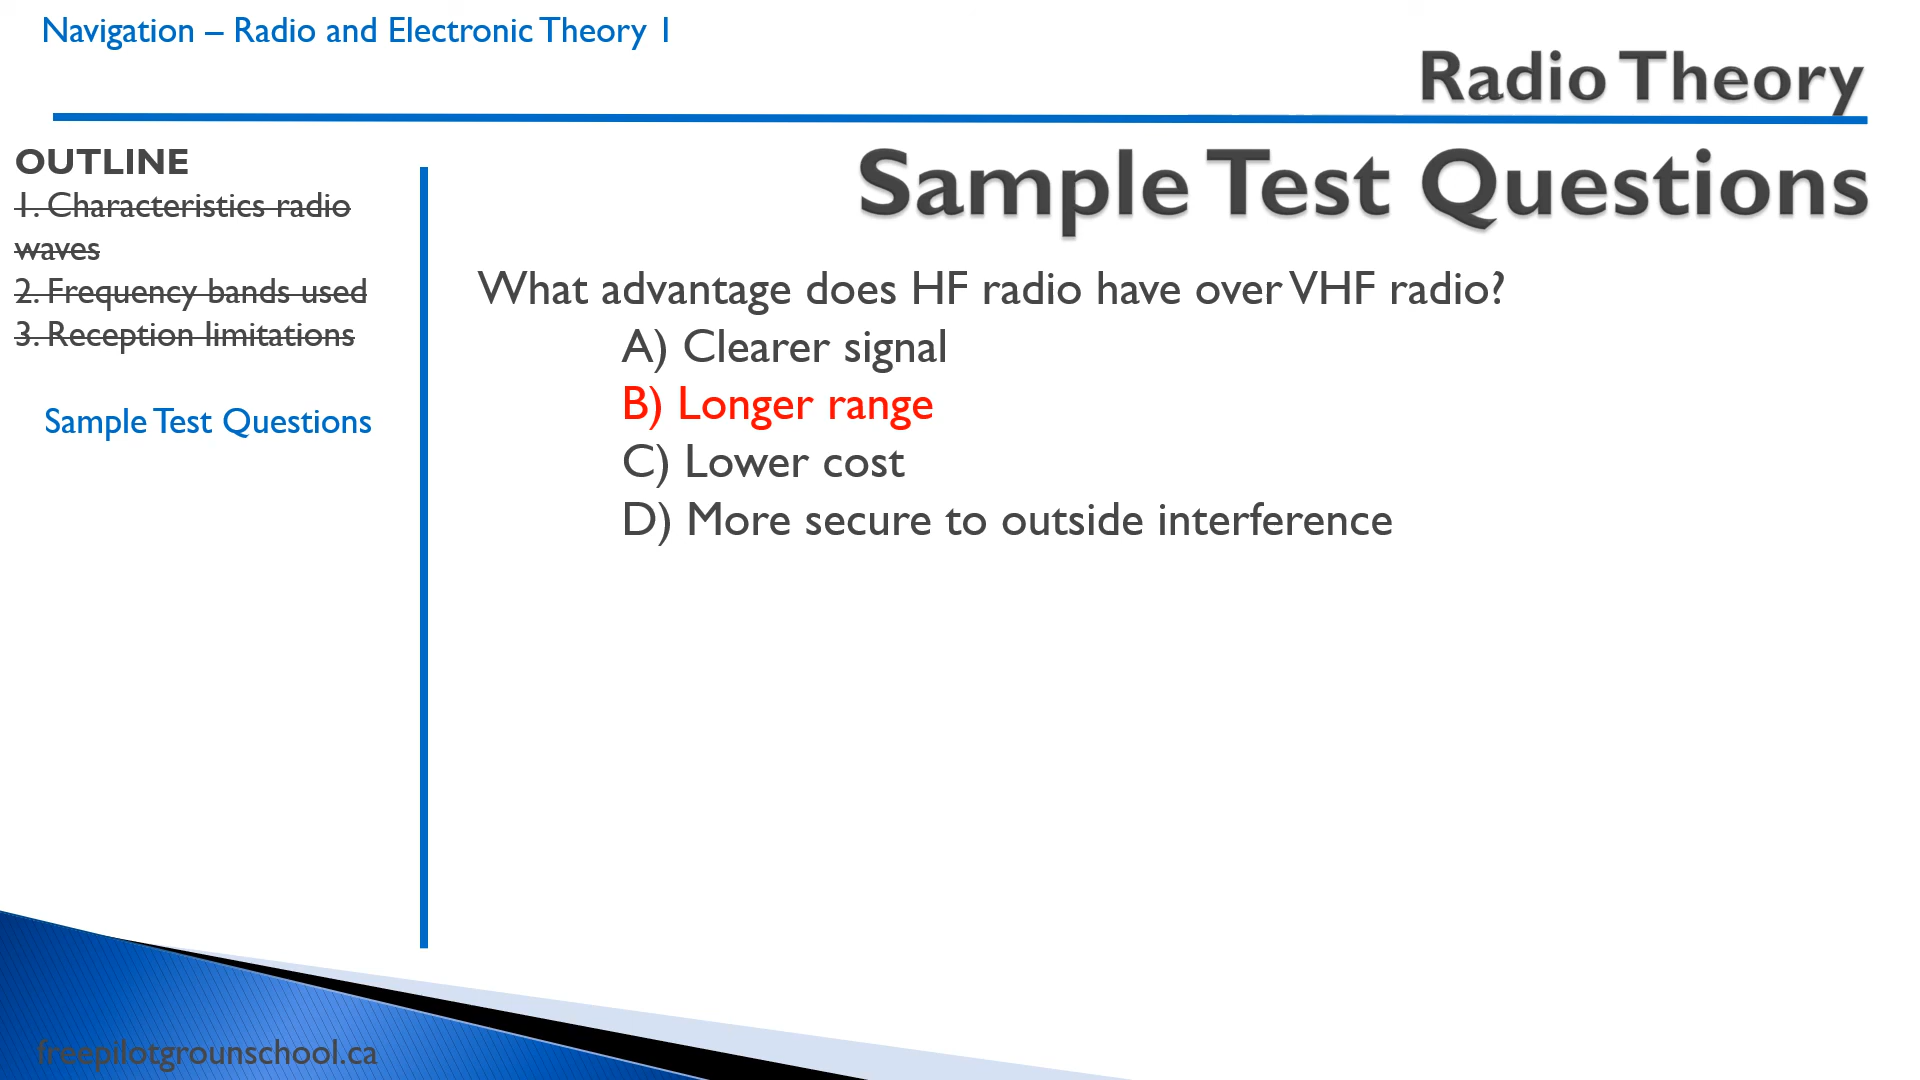 Navigation – Radio and Electronic Theory 1
Radio Theory
OUTLINE
1. Characteristics radio
waves
2. Frequency bands used
3. Reception limitations
Sample Test Questions
Sample Test Questions
What advantage does HF radio have over VHF radio?
A) Clearer signal
B) Longer range
C) Lower cost
D) More secure to outside interference
freepilotgrounschool.ca